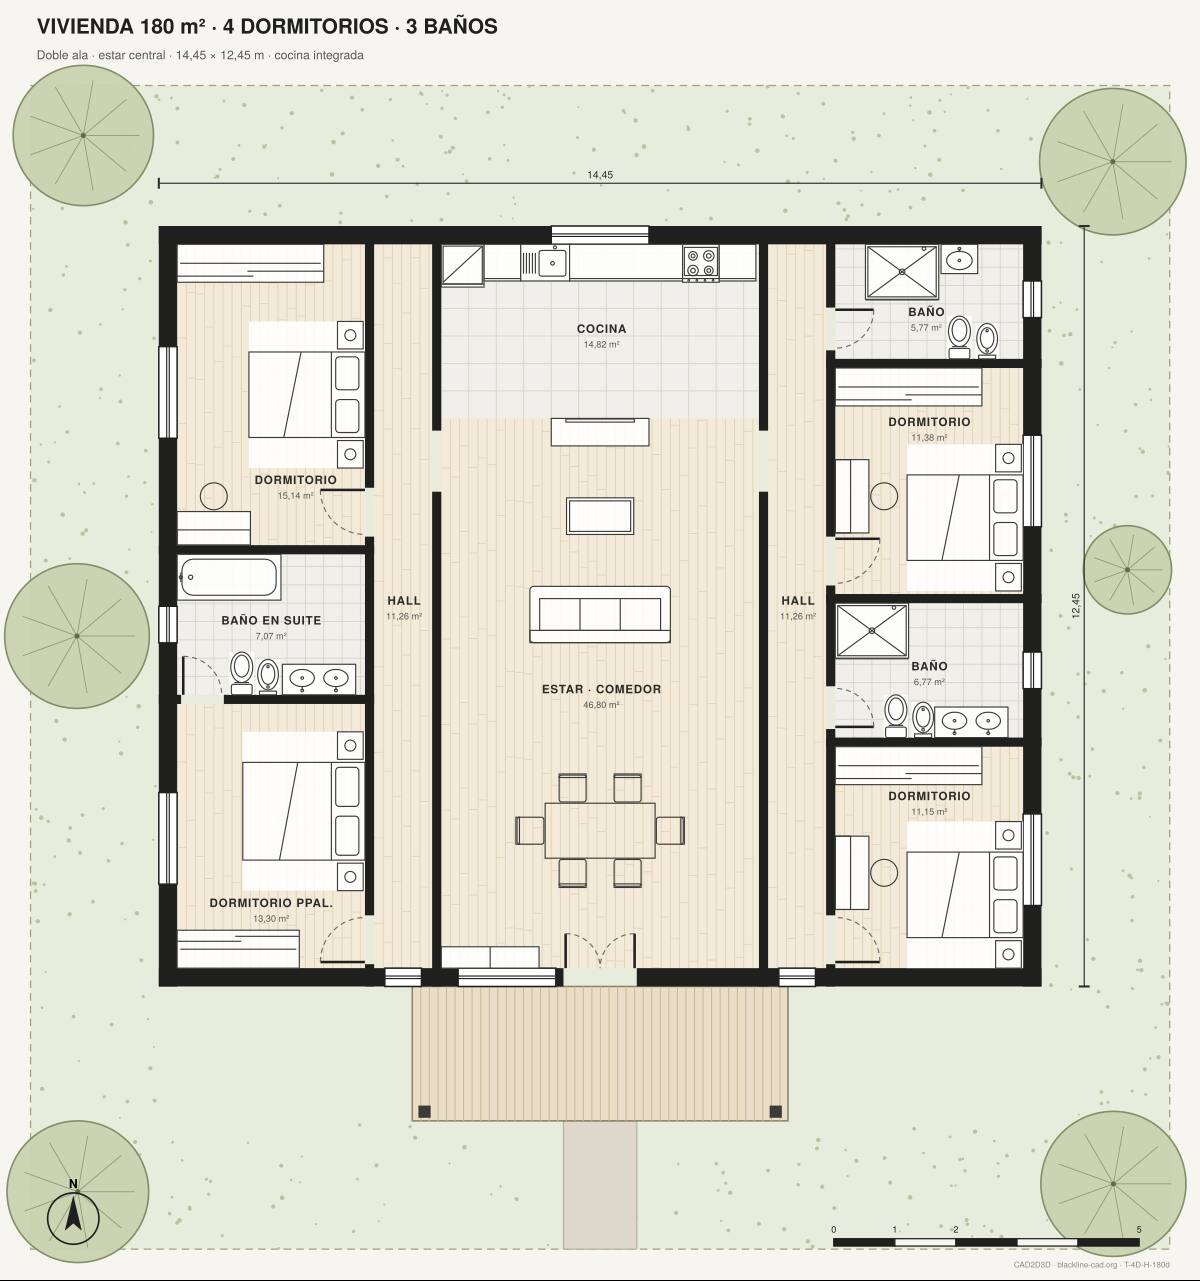 VIVIENDA 180 m² · 4 DORMITORIOS · 3 BAÑOS
Doble ala · estar central · 14,45 × 12,45 m · cocina integrada
14,45
COCINA
14,82 m²
BAÑO
5,77 m²
DORMITORIO
11,38 m²
DORMITORIO
15,14 m²
12,45
HALL
11,26 m²
HALL
11,26 m²
BAÑO EN SUITE
7,07 m²
BAÑO
6,77 m²
ESTAR · COMEDOR
46,80 m²
DORMITORIO
11,15 m²
DORMITORIO PPAL.
13,30 m²
N
0 1 2 5
CAD2D3D · blackline-cad.org · T-4D-H-180d